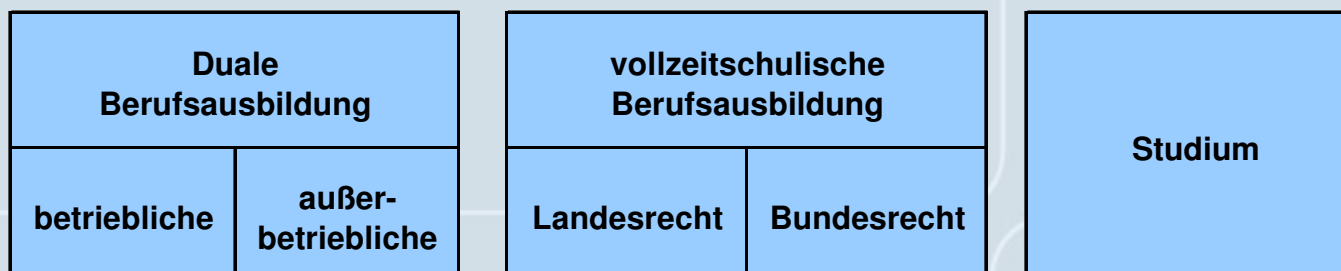 Duale
Berufsausbildung
betriebliche
außer-
betriebliche
vollzeitschulische
Berufsausbildung
Landesrecht
Bundesrecht
Studium